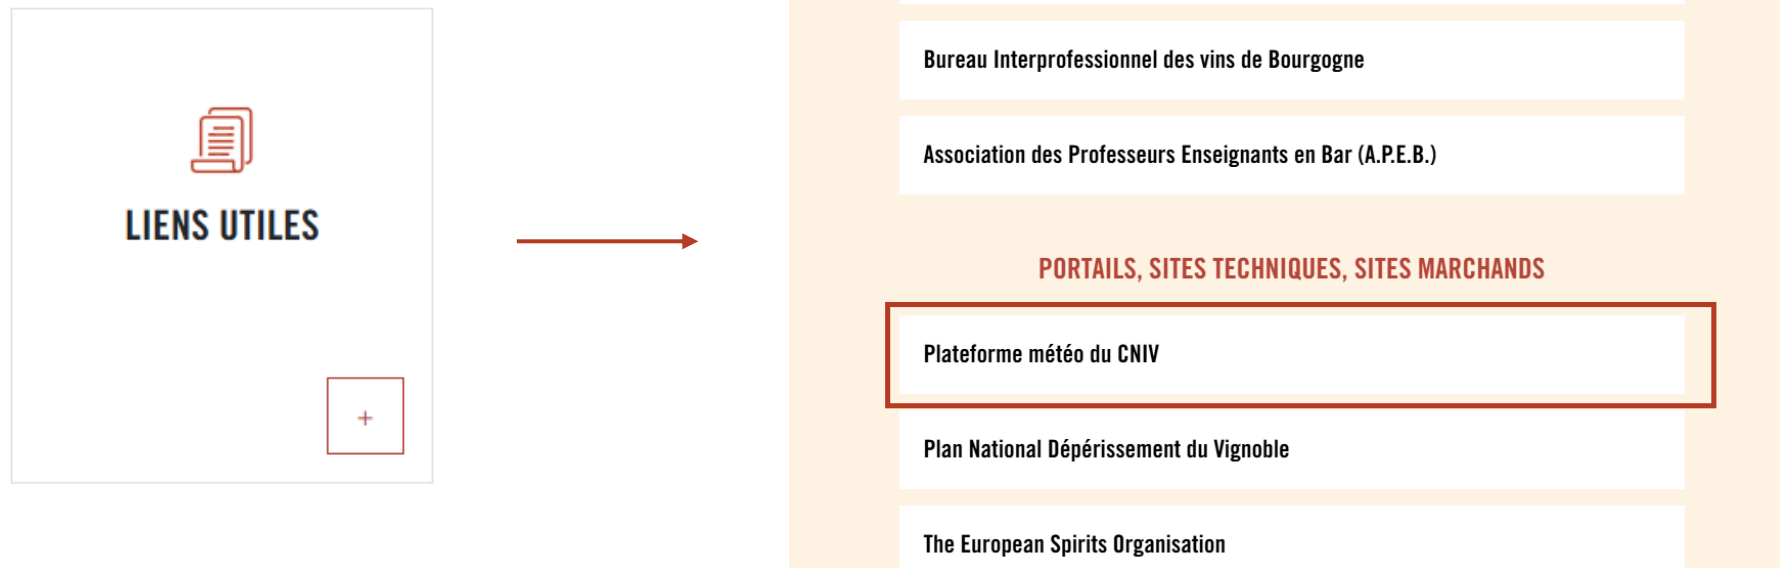 LIENS UTILES
+
Bureau Interprofessionnel des vins de Bourgogne
Association des Professeurs Enseignants en Bar (A.P.E.B.)
PORTAILS, SITES TECHNIQUES, SITES MARCHANDS
Plateforme météo du CNIV
Plan National Dépérissement du Vignoble
The European Spirits Organisation